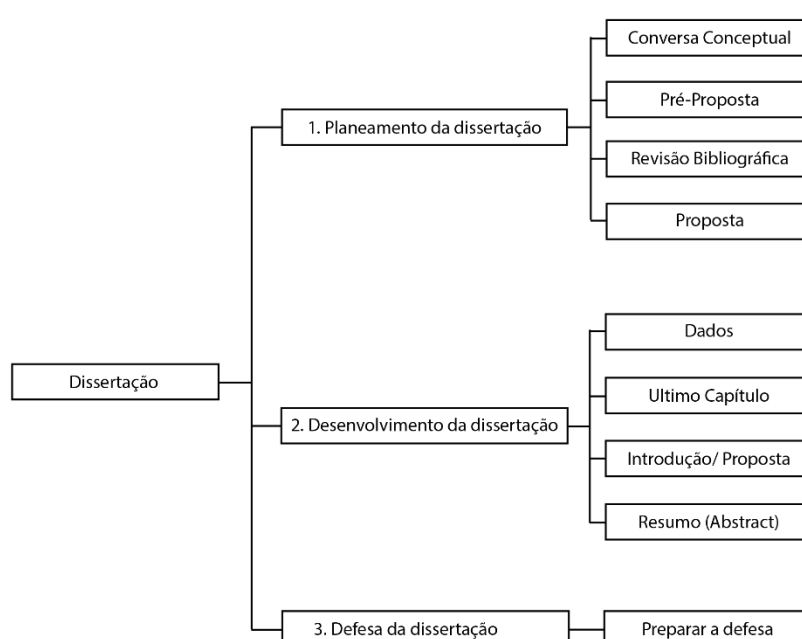 Conversa Conceptual
1. Planeamento da dissertação
Pré-Proposta
Revisão Bibliográfica
Proposta
Dissertação
Dados
2. Desenvolvimento da dissertação
Ultimo Capítulo
Introdução/ Proposta
Resumo (Abstract)
3. Defesa da dissertação
Preparar a defesa